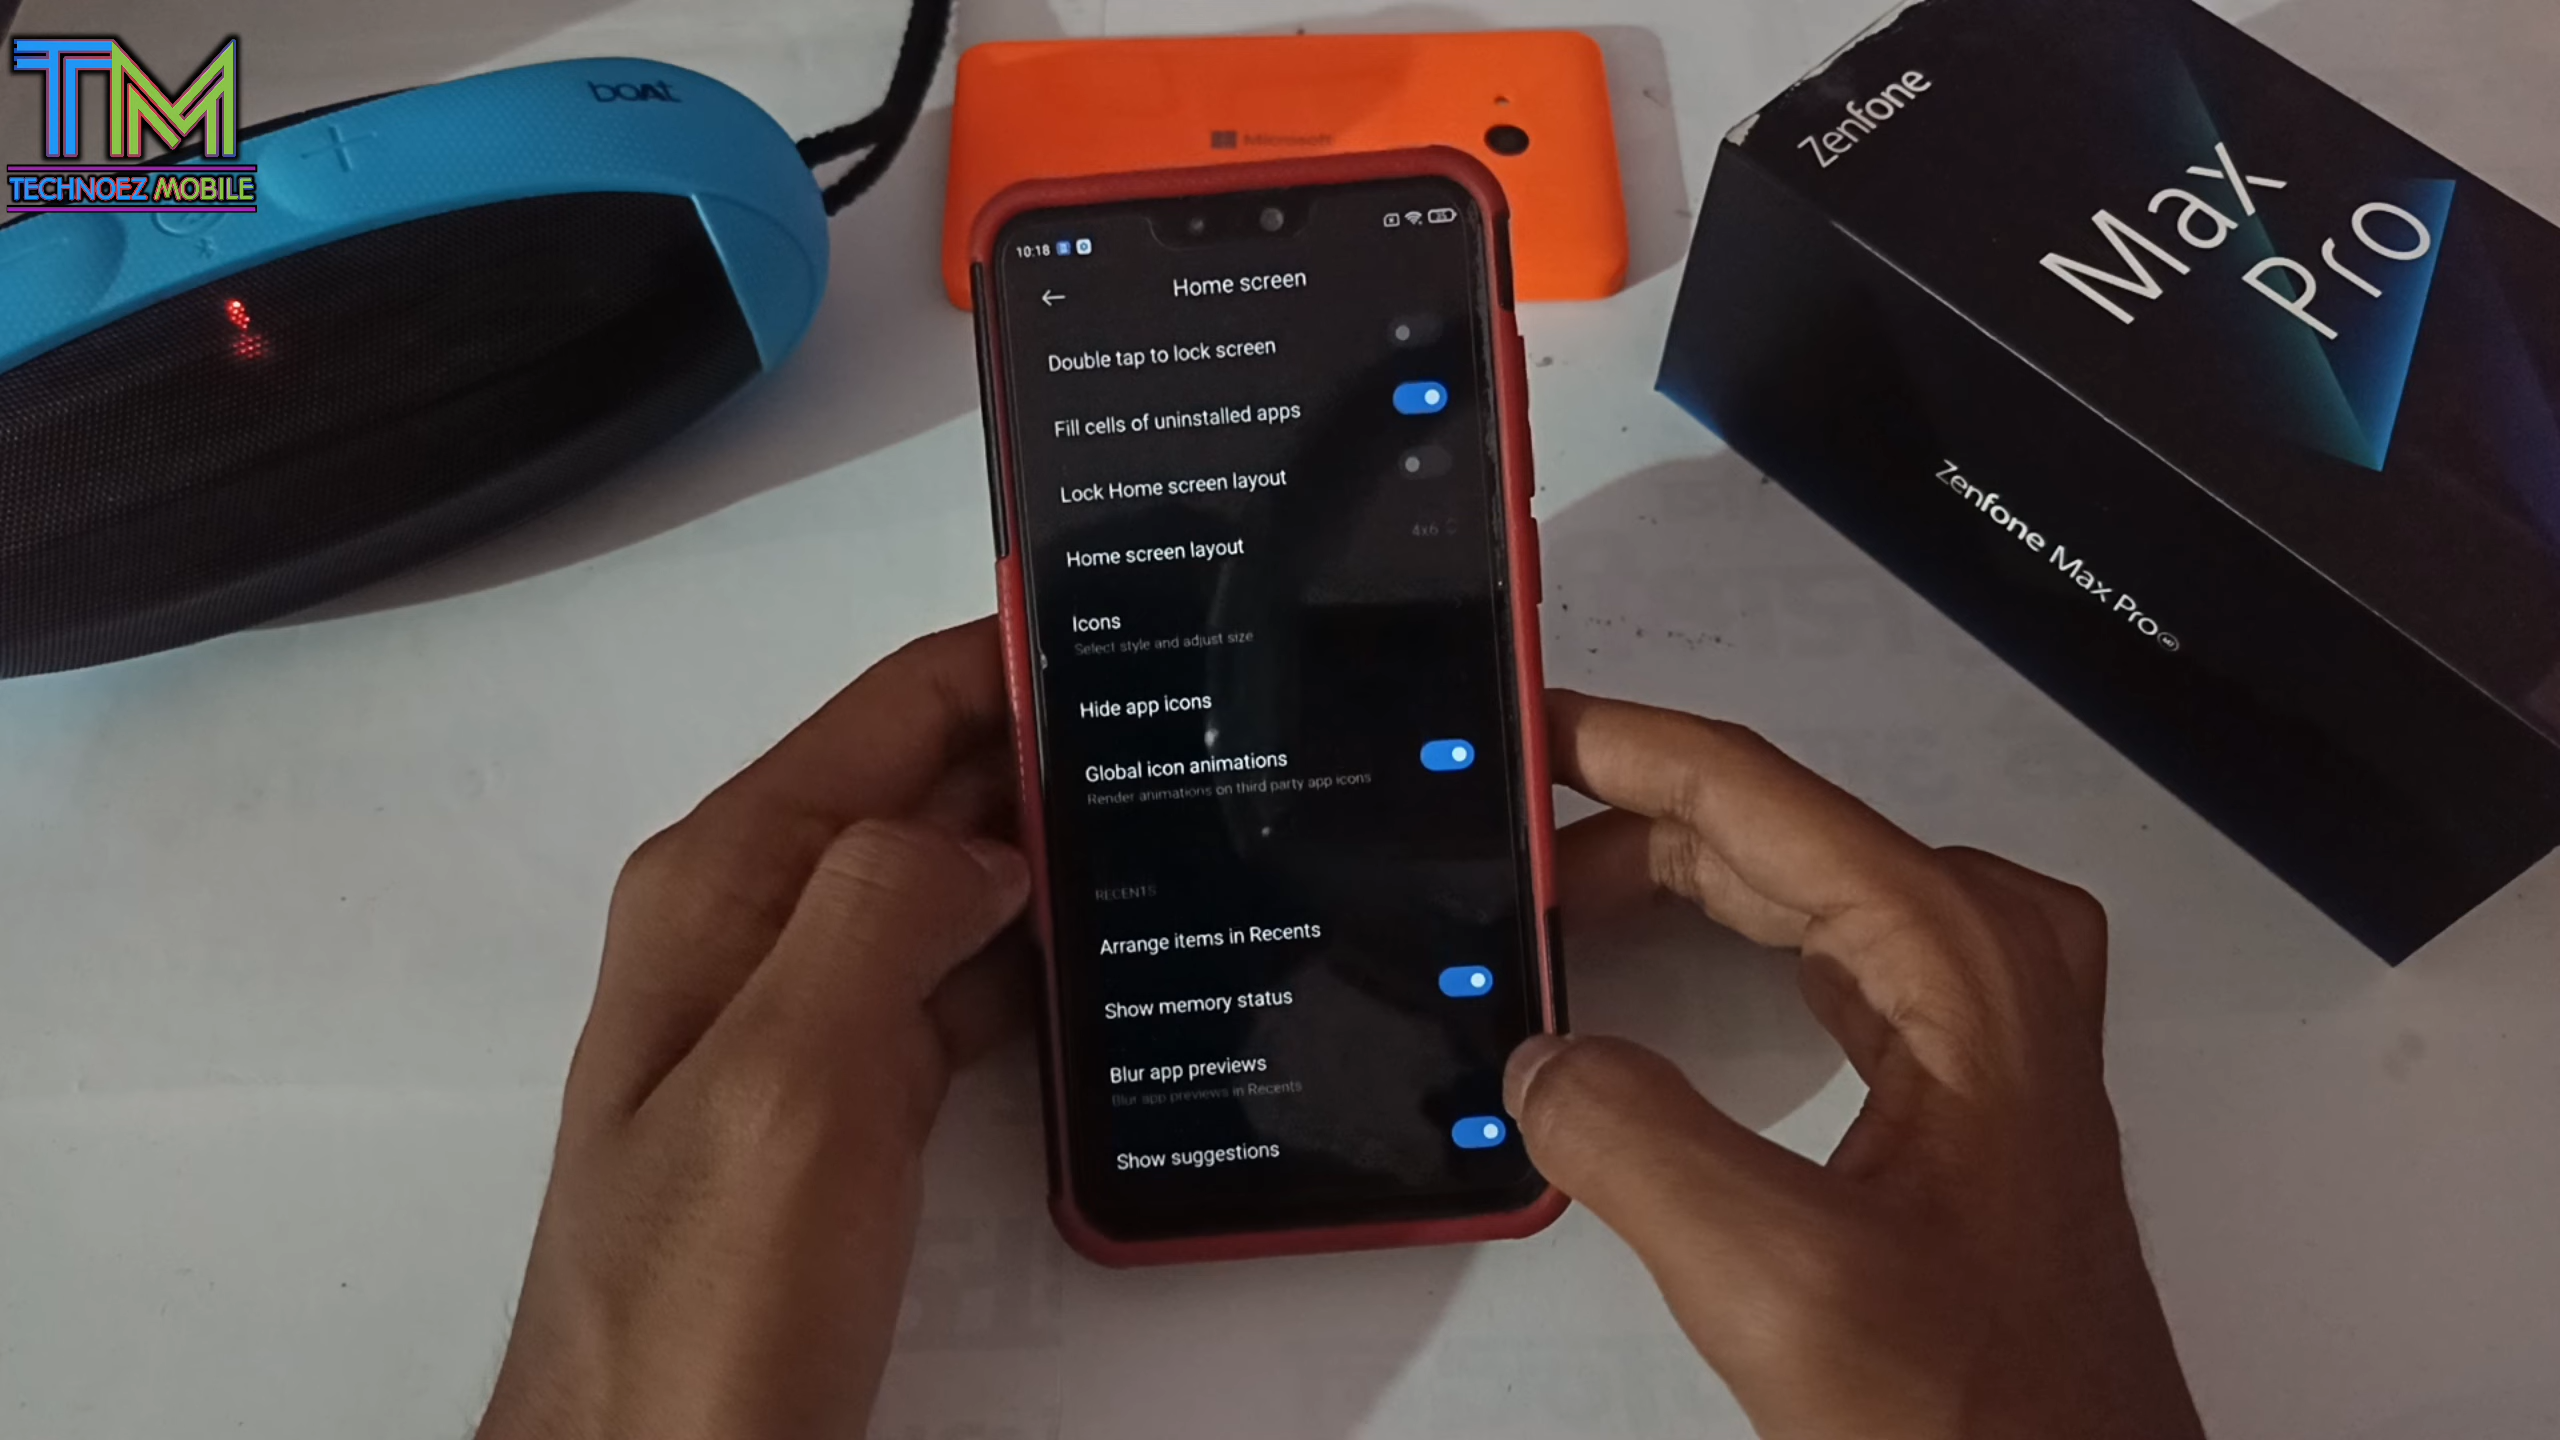 TM
TECHNOEZ MOBILE
boAt
Microsoft
Zenfone
Max
Pro
Zenfone Max Pro
10:18
Home screen
Double tap to lock screen
Fill cells of uninstalled apps
Lock Home screen layout
Home screen layout 4x6
Icons
Select style and adjust size
Hide app icons
Global icon animations
Render animations on third party app icons
RECENTS
Arrange items in Recents
Show memory status
Blur app previews
Blur app previews in Recents
Show suggestions